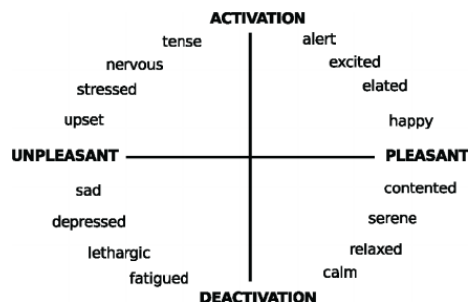 ACTIVATION
tense alert
nervous excited
stressed elated
upset happy
UNPLEASANT PLEASANT
sad contented
depressed serene
lethargic relaxed
fatigued calm
DEACTIVATION